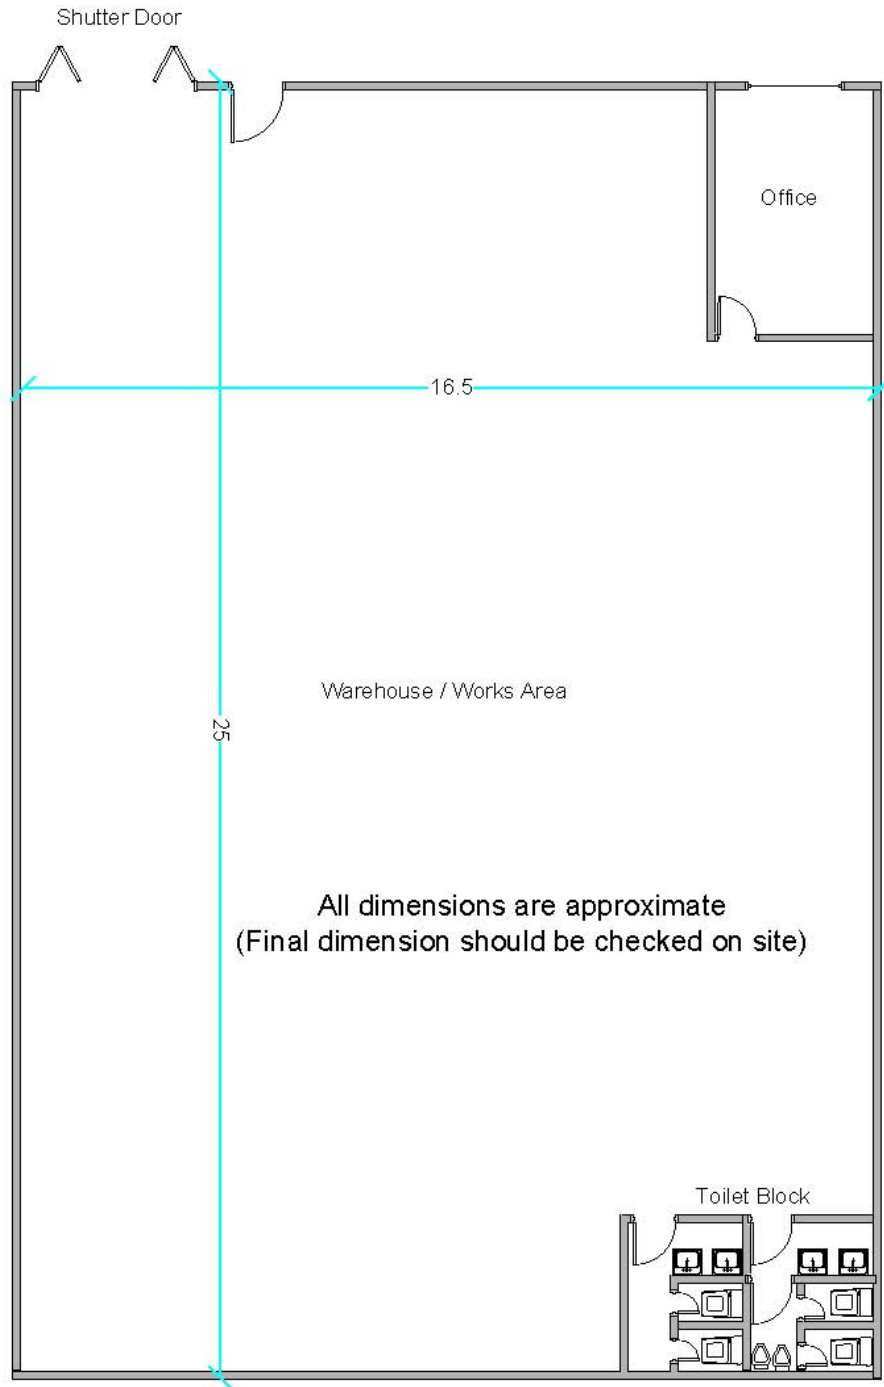 Shutter Door
Office
16.5
Warehouse / Works Area
25
All dimensions are approximate
(Final dimension should be checked on site)
Toilet Block